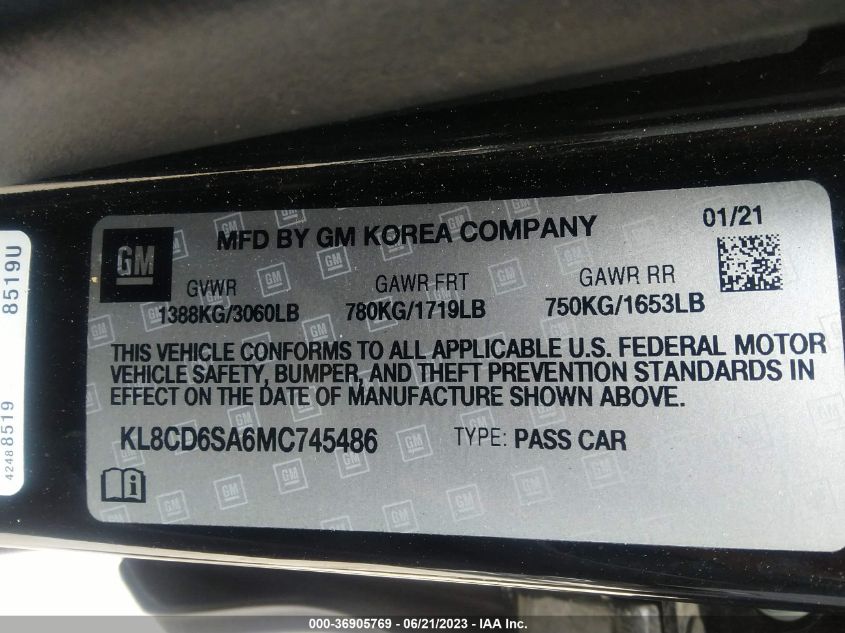 GM
MFD BY GM KOREA COMPANY
01/21
GVWR GAWR FRT GAWR RR
1388KG/3060LB 780KG/1719LB 750KG/1653LB
THIS VEHICLE CONFORMS TO ALL APPLICABLE U.S. FEDERAL MOTOR
VEHICLE SAFETY, BUMPER, AND THEFT PREVENTION STANDARDS IN
EFFECT ON THE DATE OF MANUFACTURE SHOWN ABOVE.
KL8CD6SA6MC745486 TYPE: PASS CAR
42488519 8519U
000-36905769 - 06/21/2023 - IAA Inc.